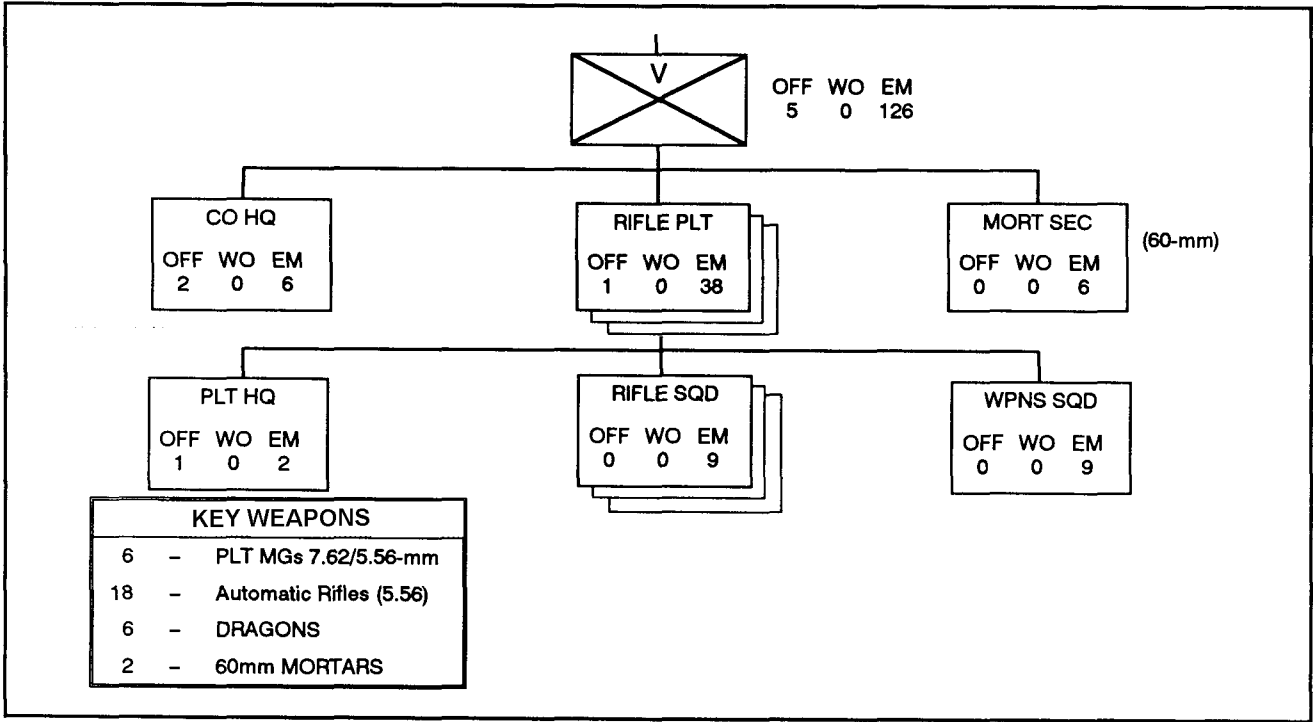 V
OFF WO EM
5 0 126
CO HQ
OFF WO EM
2 0 6
RIFLE PLT
OFF WO EM
1 0 38
MORT SEC
OFF WO EM
0 0 6
(60-mm)
PLT HQ
OFF WO EM
1 0 2
RIFLE SQD
OFF WO EM
0 0 9
WPNS SQD
OFF WO EM
0 0 9
KEY WEAPONS
6 – PLT MGs 7.62/5.56-mm
18 – Automatic Rifles (5.56)
6 – DRAGONS
2 – 60mm MORTARS